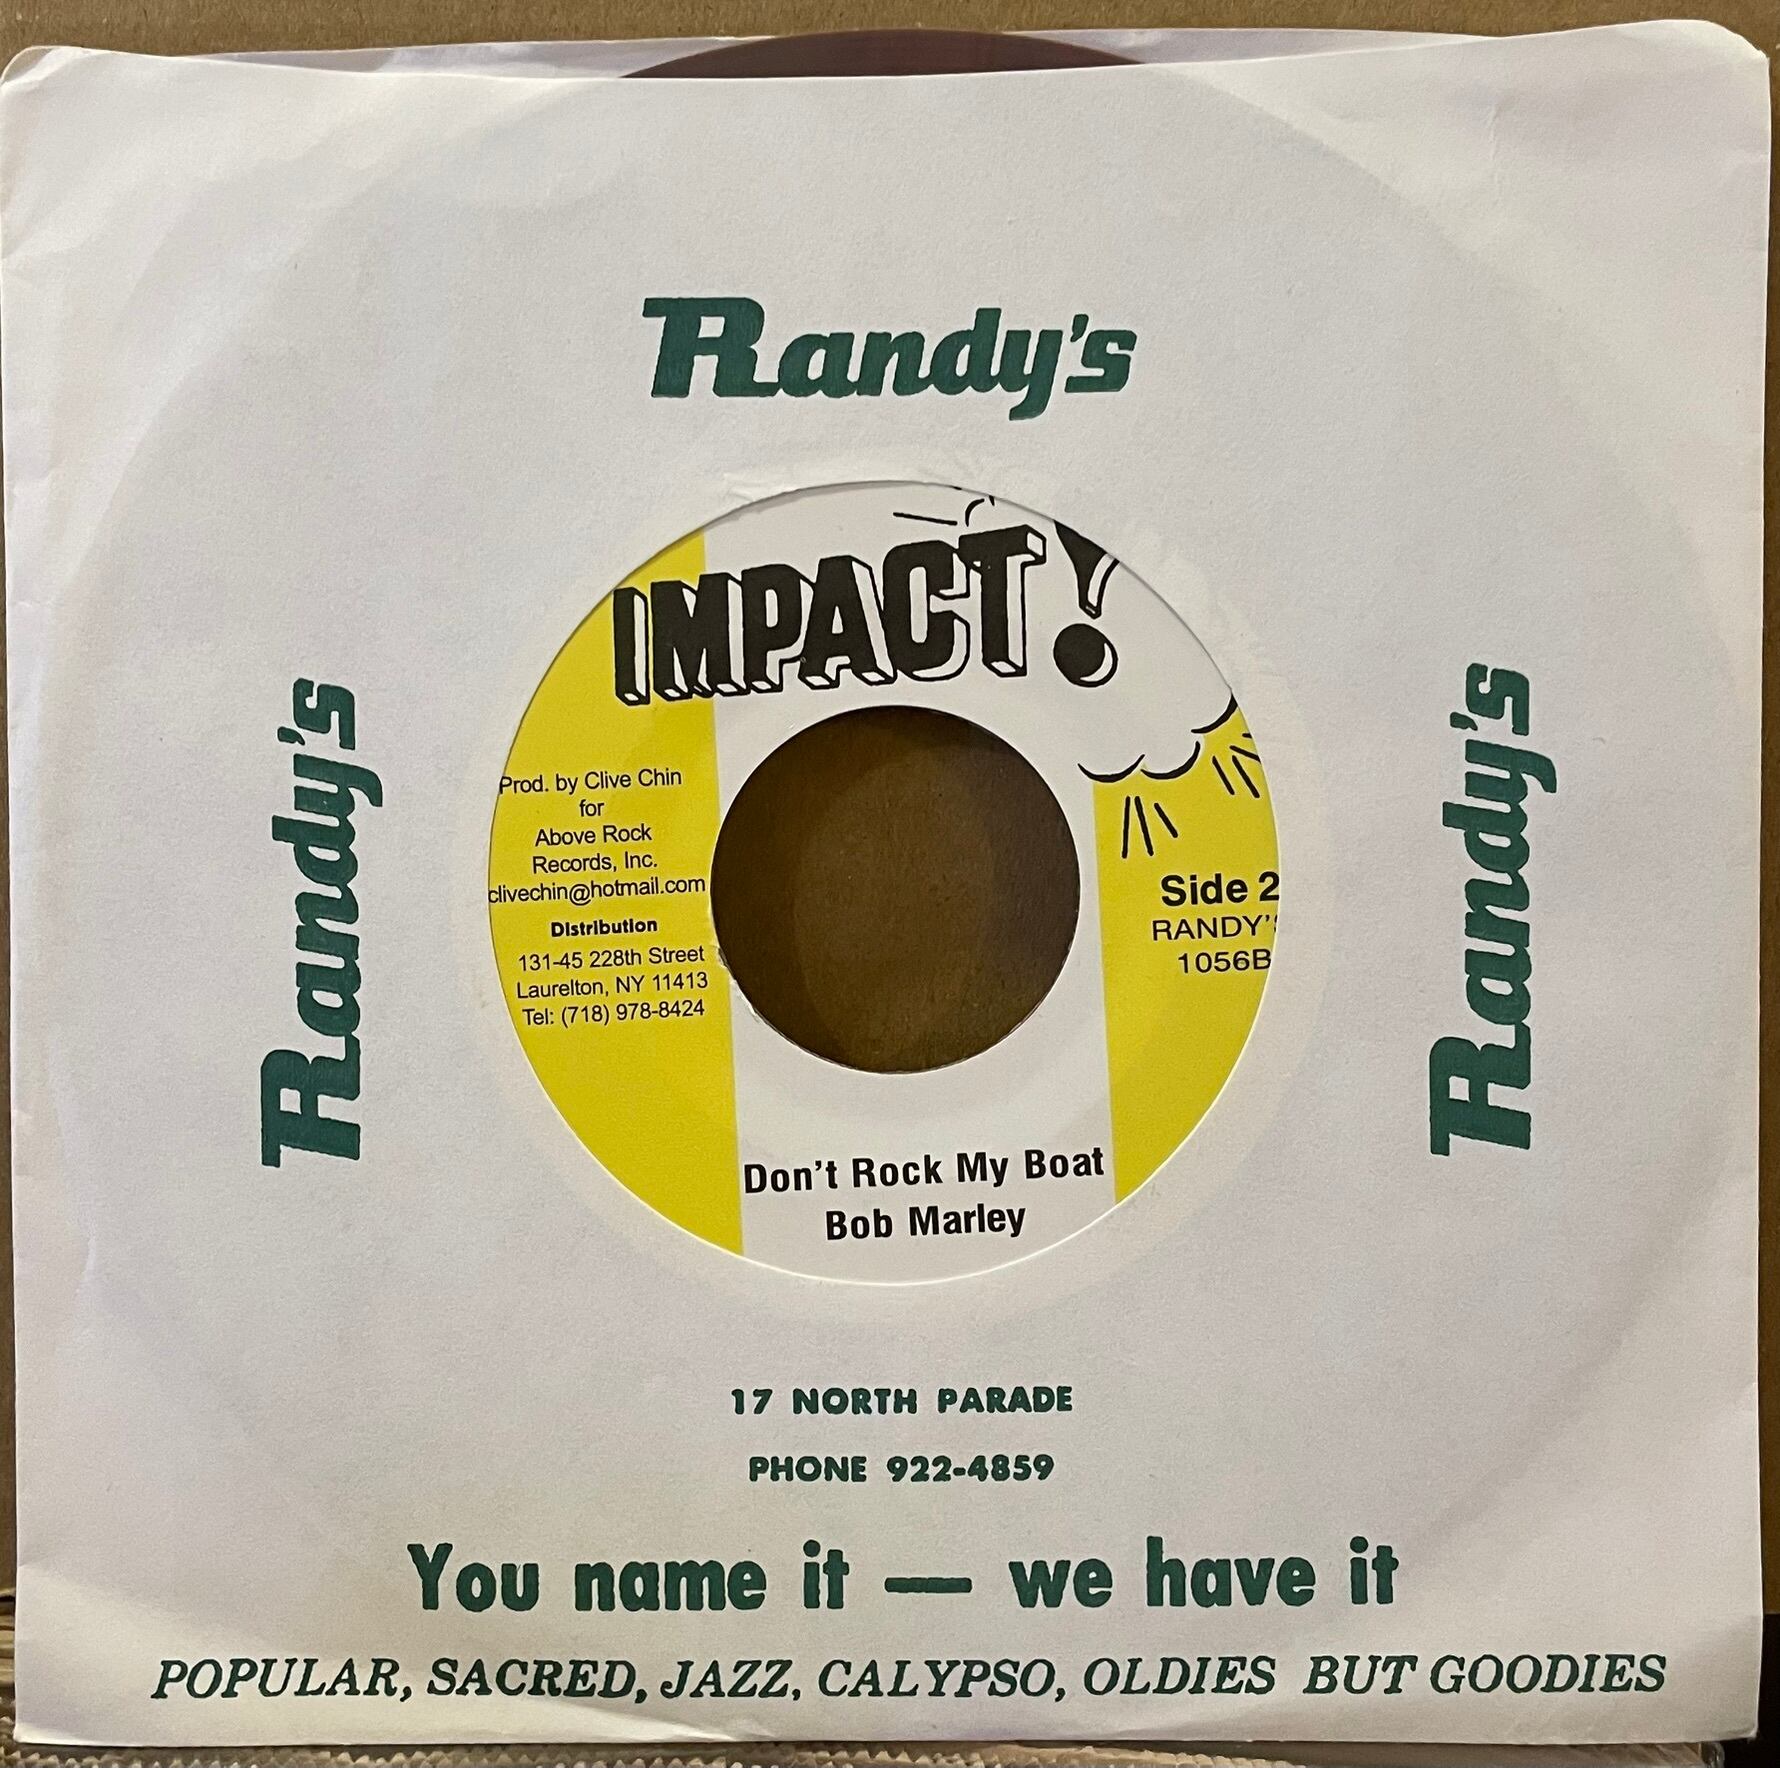 Randy's
IMPACT!
Randy's
Randy's
Prod. by Clive Chin
for
Above Rock
Records, Inc.
clivechin@hotmail.com
Distribution
131-45 228th Street
Laurelton, NY 11413
Tel: (718) 978-8424
Side 2
RANDY'S
1056B
Don't Rock My Boat
Bob Marley
17 NORTH PARADE
PHONE 922-4859
You name it — we have it
POPULAR, SACRED, JAZZ, CALYPSO, OLDIES BUT GOODIES